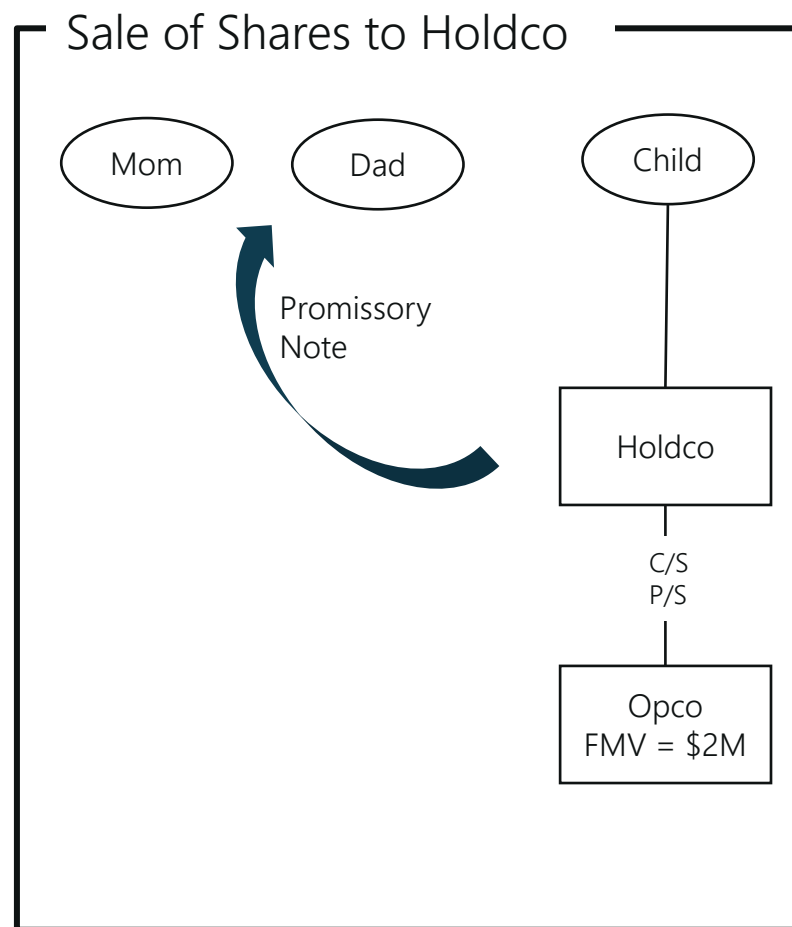 Sale of Shares to Holdco
Mom
Dad
Child
Promissory
Note
Holdco
C/S
P/S
Opco
FMV = $2M